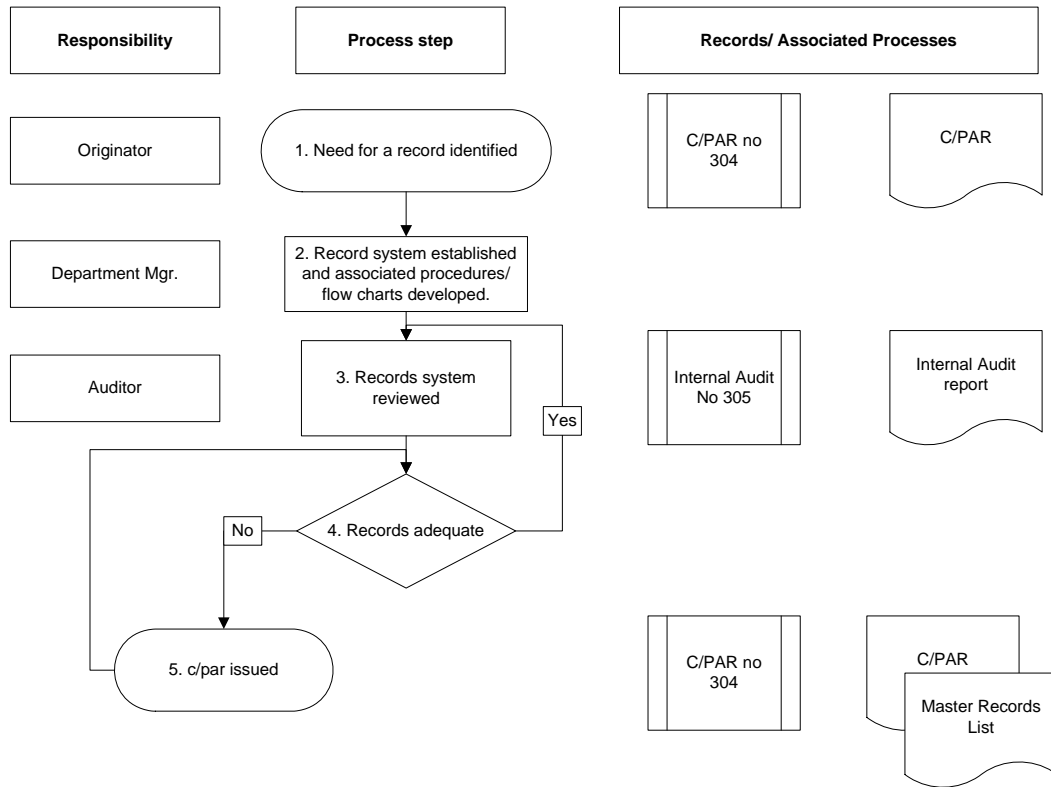 Responsibility
Process step
Records/ Associated Processes
Originator
1. Need for a record identified
C/PAR no
304
C/PAR
Department Mgr.
2. Record system established
and associated procedures/
flow charts developed.
Auditor
3. Records system
reviewed
Internal Audit
No 305
Internal Audit
report
Yes
No
4. Records adequate
5. c/par issued
C/PAR no
304
C/PAR
Master Records
List